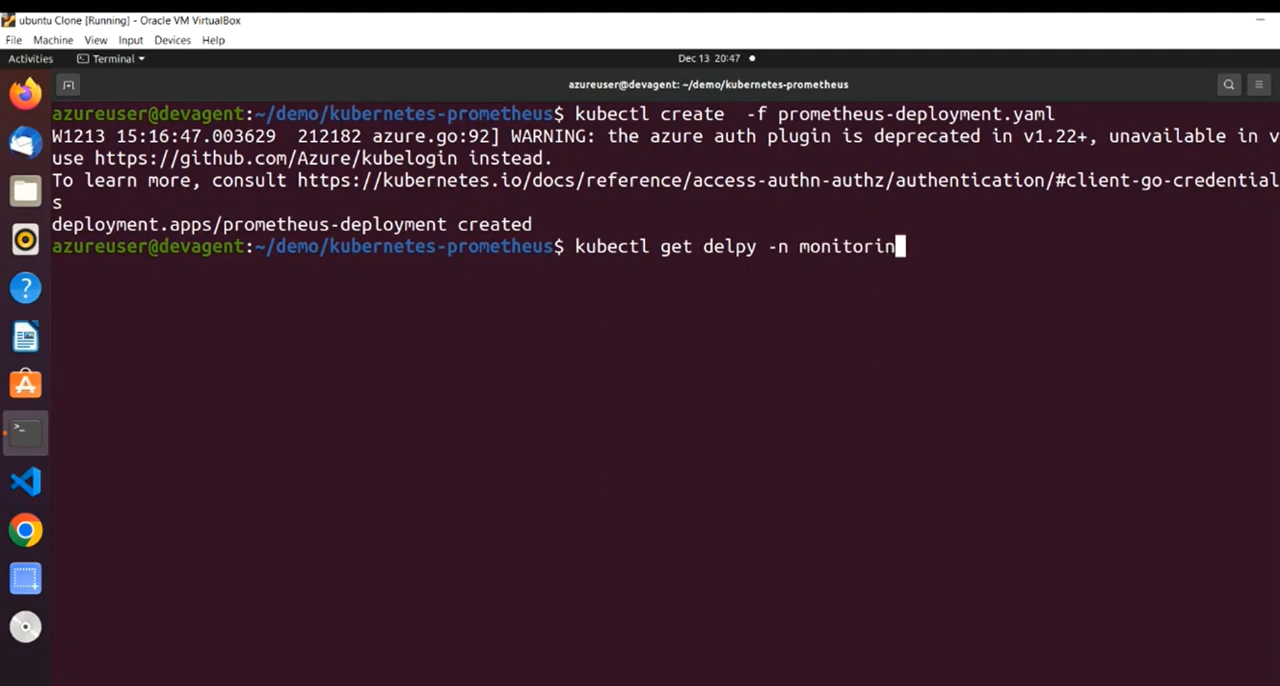 ubuntu Clone [Running] - Oracle VM VirtualBox
File Machine View Input Devices Help
Activities Terminal Dec 13 20:47
azureuser@devagent: ~/demo/kubernetes-prometheus
azureuser@devagent:~/demo/kubernetes-prometheus$ kubectl create  -f prometheus-deployment.yaml
W1213 15:16:47.003629  212182 azure.go:92] WARNING: the azure auth plugin is deprecated in v1.22+, unavailable in v
use https://github.com/Azure/kubelogin instead.
To learn more, consult https://kubernetes.io/docs/reference/access-authn-authz/authentication/#client-go-credential
s
deployment.apps/prometheus-deployment created
azureuser@devagent:~/demo/kubernetes-prometheus$ kubectl get delpy -n monitorin